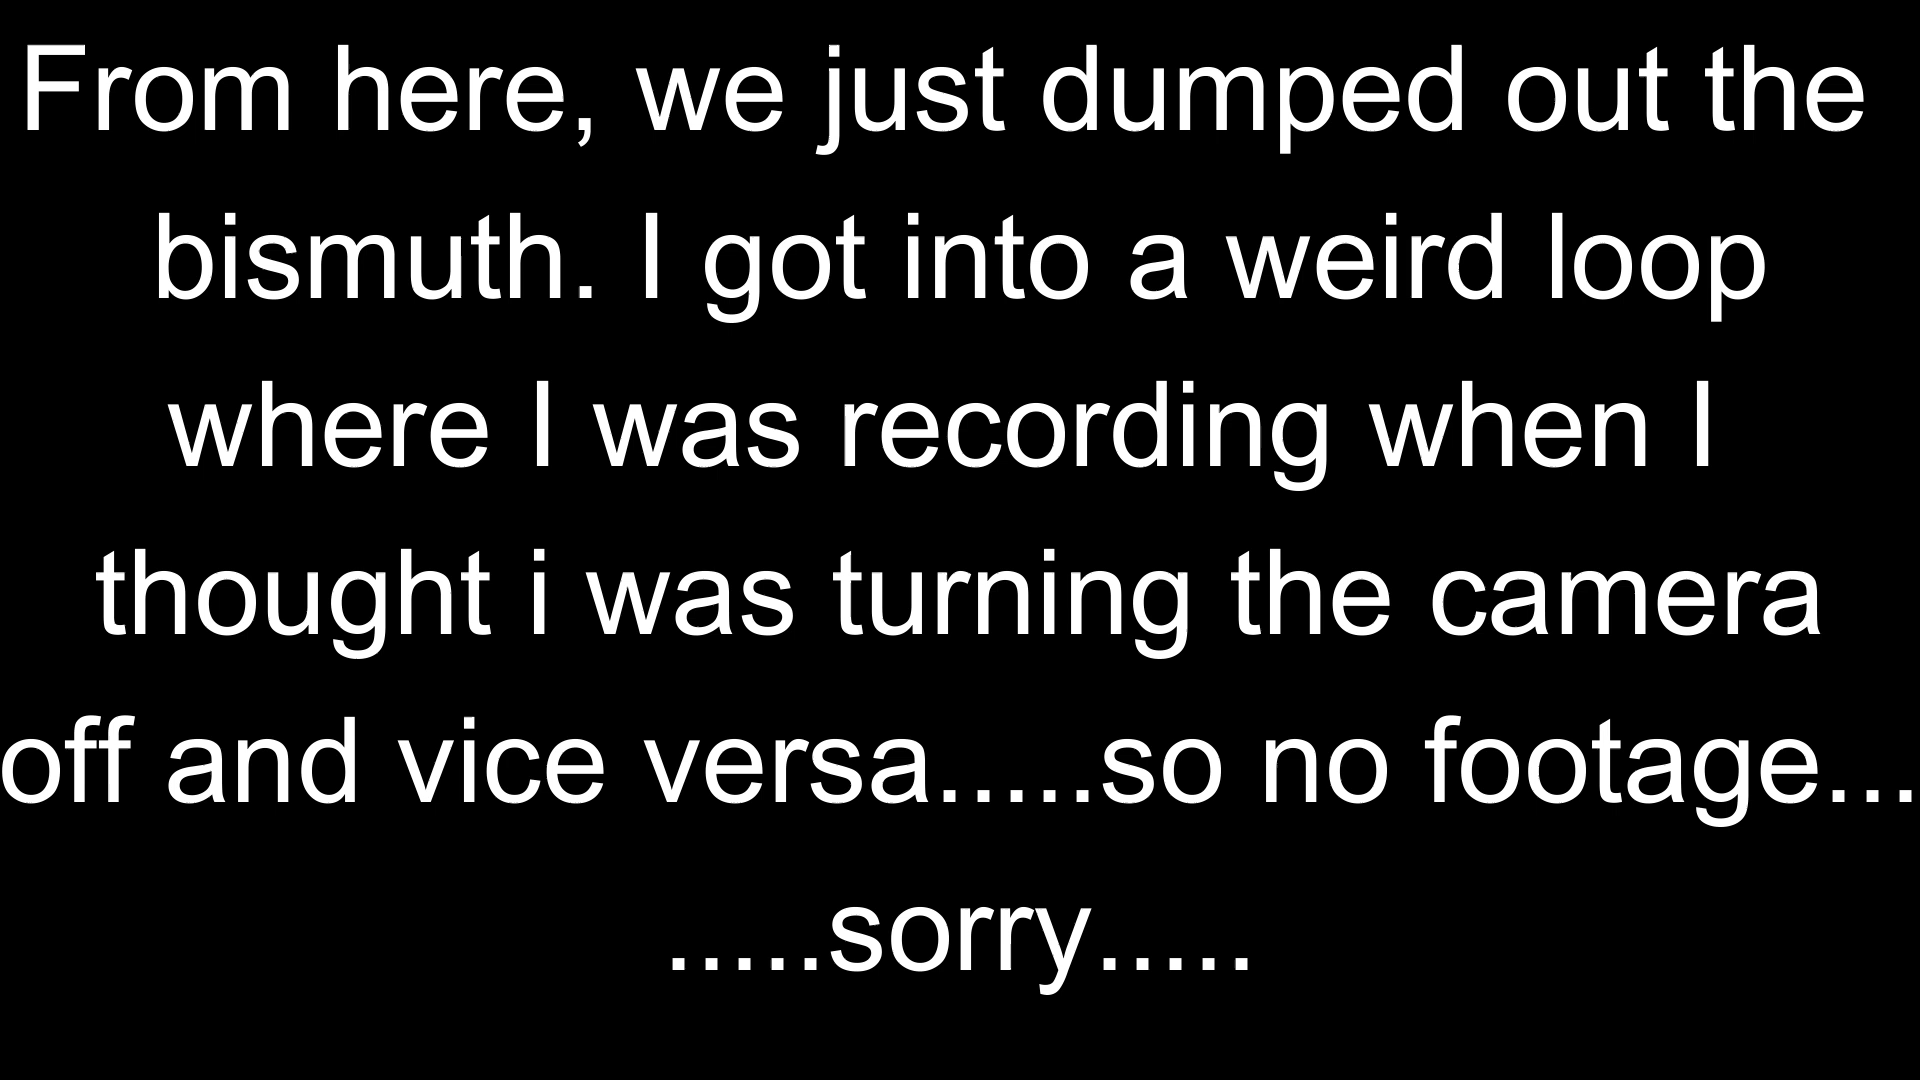 From here, we just dumped out the
bismuth. I got into a weird loop
where I was recording when I
thought i was turning the camera
off and vice versa.....so no footage...
.....sorry.....